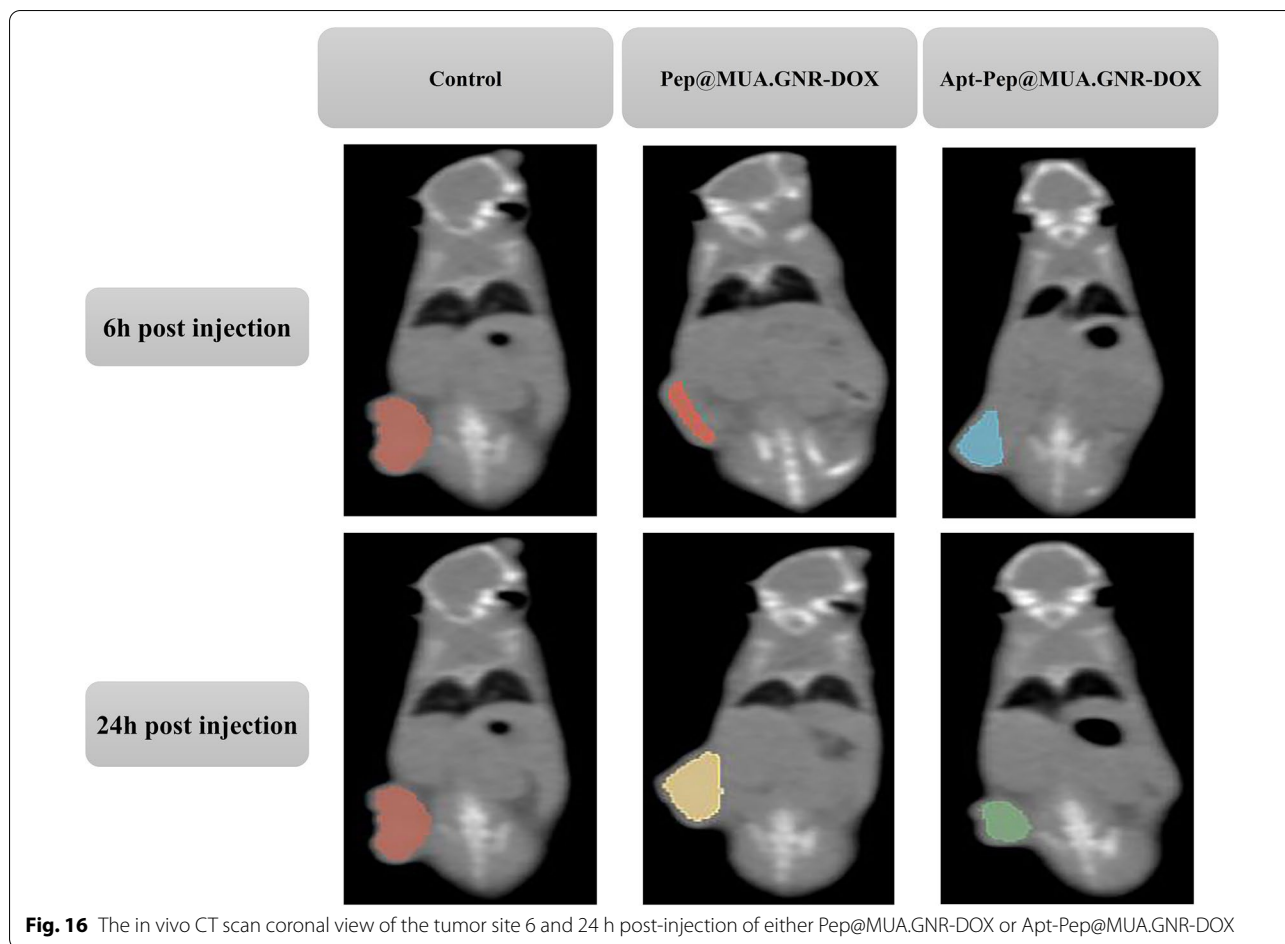 Control
Pep@MUA.GNR-DOX
Apt-Pep@MUA.GNR-DOX
6h post injection
24h post injection
Fig. 16 The in vivo CT scan coronal view of the tumor site 6 and 24 h post-injection of either Pep@MUA.GNR-DOX or Apt-Pep@MUA.GNR-DOX